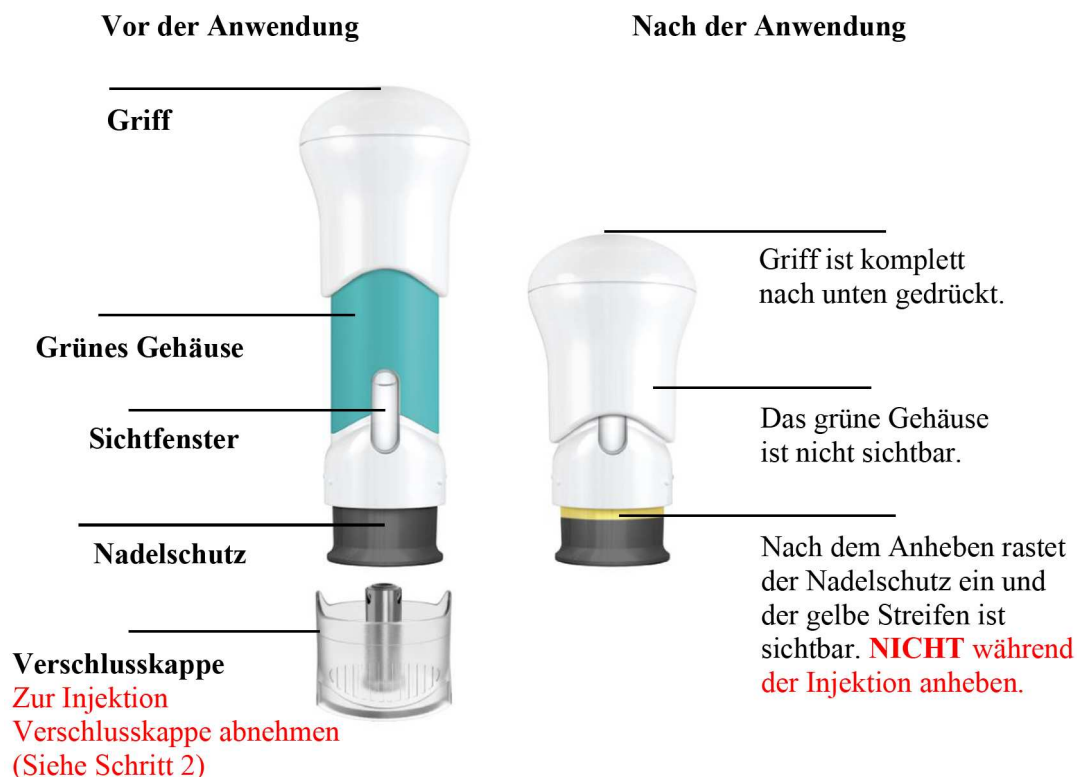 Vor der Anwendung
Griff
Grünes Gehäuse
Sichtfenster
Nadelschutz
Verschlusskappe
Zur Injektion
Verschlusskappe abnehmen
(Siehe Schritt 2)
Nach der Anwendung
Griff ist komplett
nach unten gedrückt.
Das grüne Gehäuse
ist nicht sichtbar.
Nach dem Anheben rastet
der Nadelschutz ein und
der gelbe Streifen ist
sichtbar. NICHT während
der Injektion anheben.